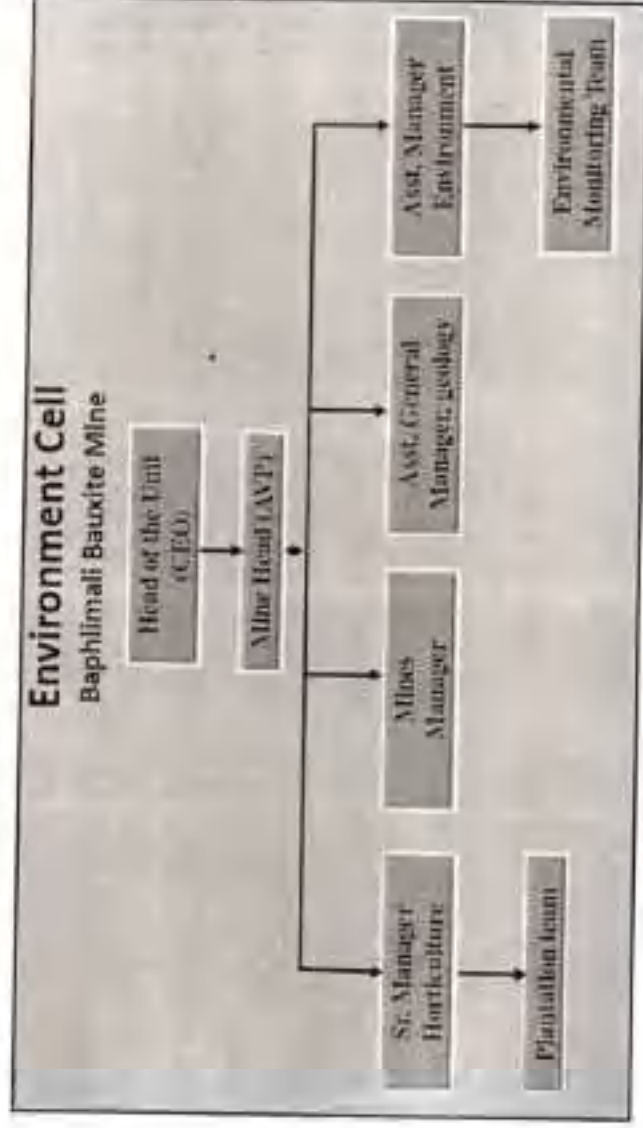 Environment Cell
Baphlimali Bauxite Mine
Head of the Unit
(CEO)
Mine Head (AVP)
Sr. Manager
Horticulture
Mines
Manager
Asst. General
Manager, geology
Asst. Manager
Environment
Plantation team
Environmental
Monitoring Team